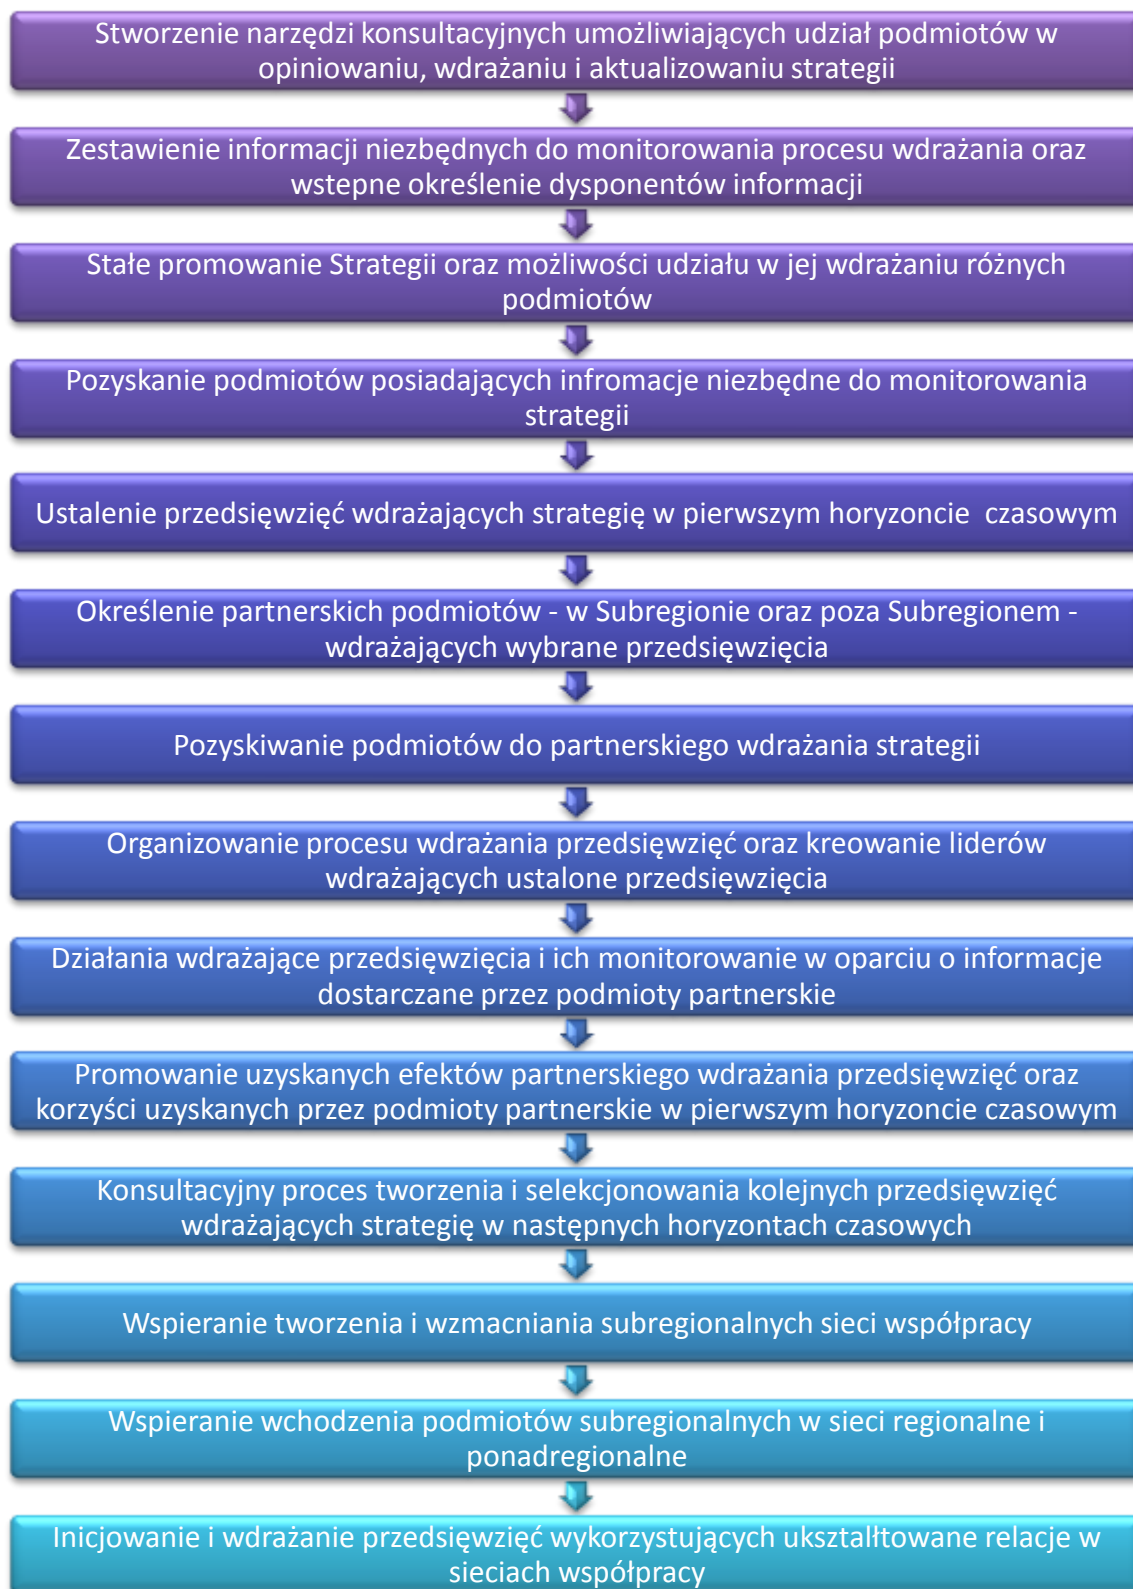 Stworzenie narzędzi konsultacyjnych umożliwiających udział podmiotów w
opiniowaniu, wdrażaniu i aktualizowaniu strategii
Zestawienie informacji niezbędnych do monitorowania procesu wdrażania oraz
wstepne określenie dysponentów informacji
Stałe promowanie Strategii oraz możliwości udziału w jej wdrażaniu różnych
podmiotów
Pozyskanie podmiotów posiadających infromacje niezbędne do monitorowania
strategii
Ustalenie przedsięwzięć wdrażających strategię w pierwszym horyzoncie czasowym
Określenie partnerskich podmiotów - w Subregionie oraz poza Subregionem -
wdrażających wybrane przedsięwzięcia
Pozyskiwanie podmiotów do partnerskiego wdrażania strategii
Organizowanie procesu wdrażania przedsięwzięć oraz kreowanie liderów
wdrażających ustalone przedsięwzięcia
Działania wdrażające przedsięwzięcia i ich monitorowanie w oparciu o informacje
dostarczane przez podmioty partnerskie
Promowanie uzyskanych efektów partnerskiego wdrażania przedsięwzięć oraz
korzyści uzyskanych przez podmioty partnerskie w pierwszym horyzoncie czasowym
Konsultacyjny proces tworzenia i selekcjonowania kolejnych przedsięwzięć
wdrażających strategię w następnych horyzontach czasowych
Wspieranie tworzenia i wzmacniania subregionalnych sieci współpracy
Wspieranie wchodzenia podmiotów subregionalnych w sieci regionalne i
ponadregionalne
Inicjowanie i wdrażanie przedsięwzięć wykorzystujących ukształtowane relacje w
sieciach współpracy